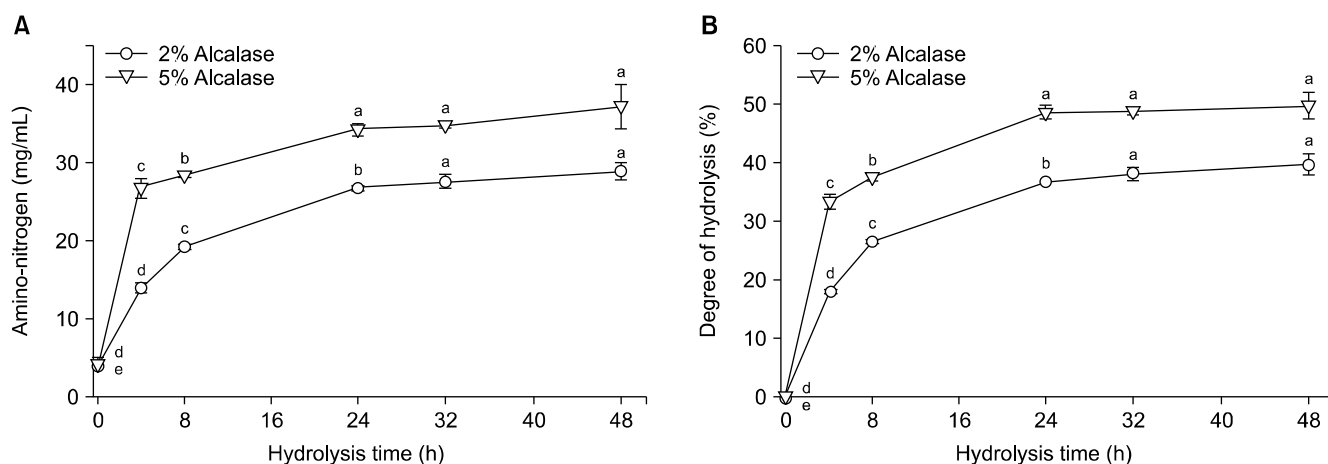 A
2% Alcalase
5% Alcalase
Amino-nitrogen (mg/mL)
40
30
20
10
0
a
a
a
b
c
a
a
b
c
d
d
e
0 8 16 24 32 40 48
Hydrolysis time (h)
B
2% Alcalase
5% Alcalase
Degree of hydrolysis (%)
60
50
40
30
20
10
0
a
a
a
b
c
a
a
b
c
d
d
e
0 8 16 24 32 40 48
Hydrolysis time (h)